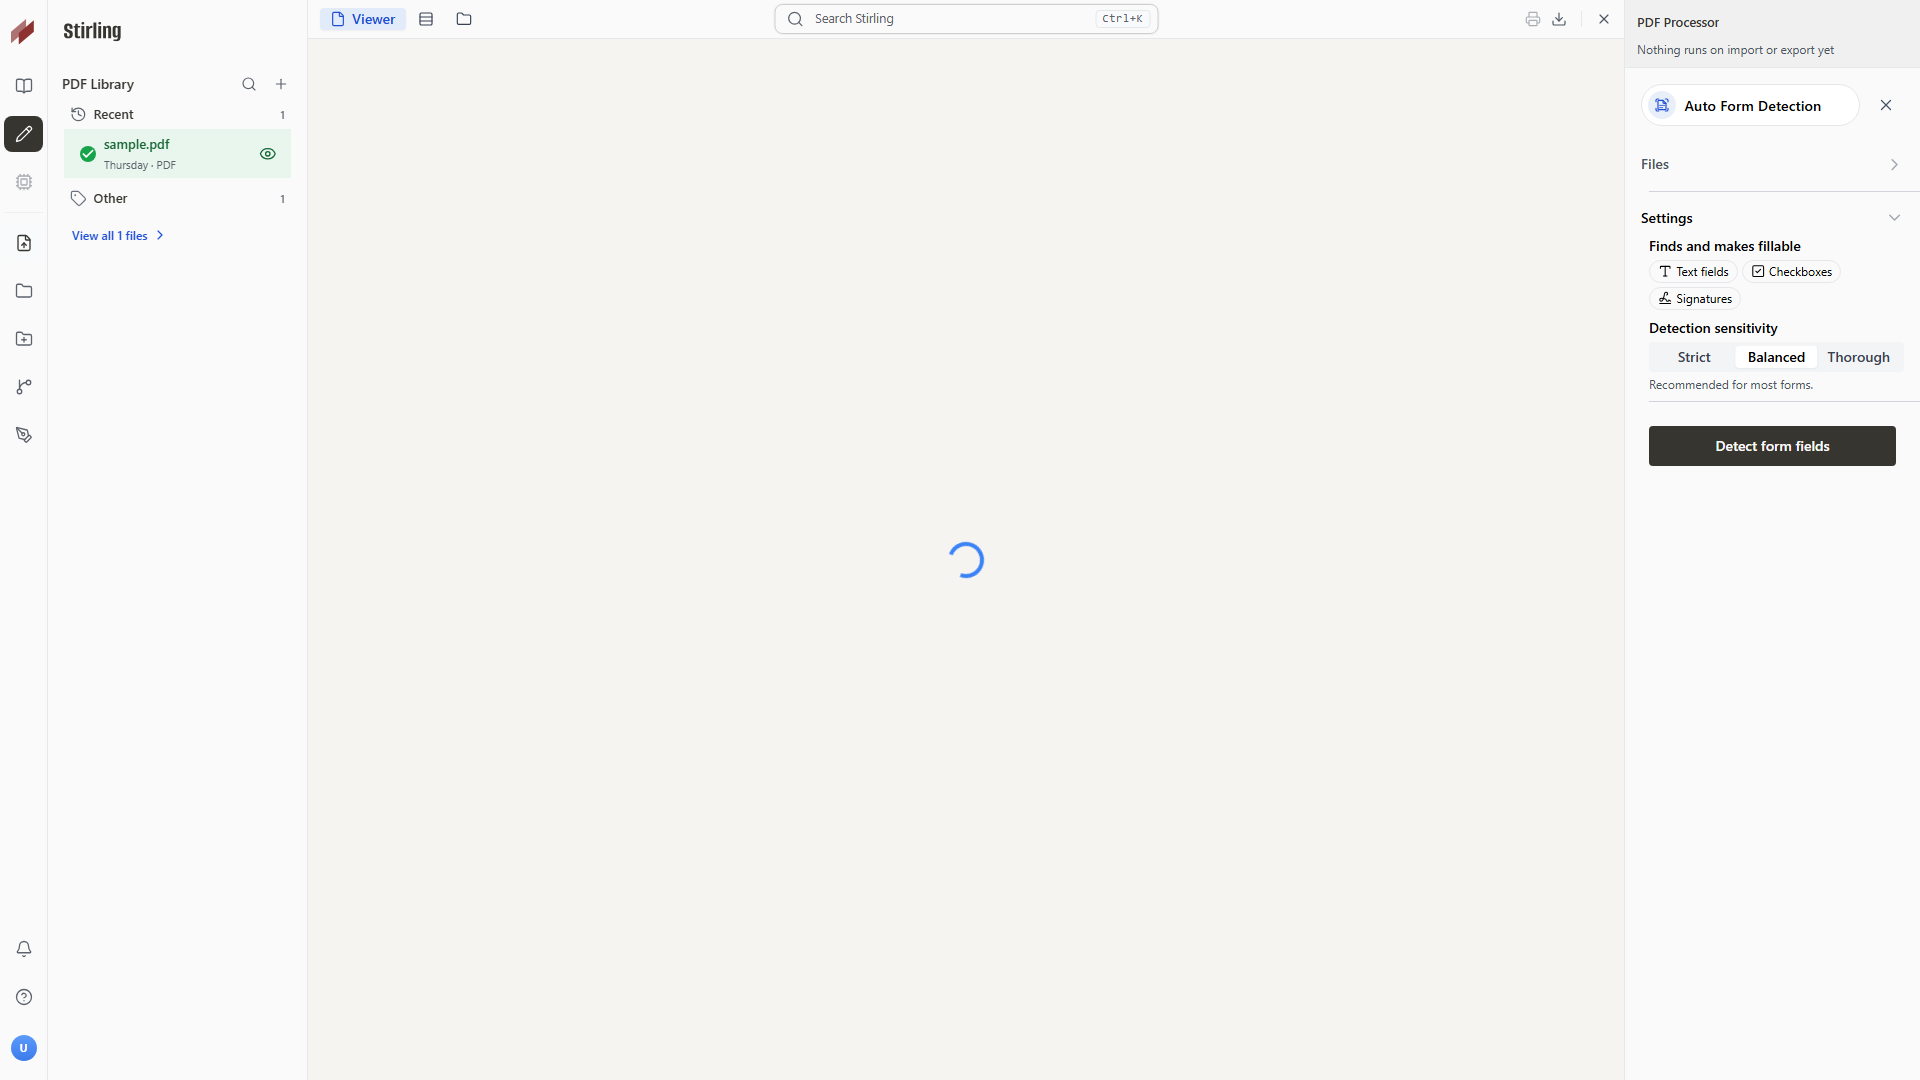 Stirling
PDF Library
Recent 1
sample.pdf
Thursday · PDF
Other 1
View all 1 files
U
Viewer
Search Stirling Ctrl+K
PDF Processor
Nothing runs on import or export yet
Auto Form Detection
Files
Settings
Finds and makes fillable
Text fields Checkboxes
Signatures
Detection sensitivity
Strict Balanced Thorough
Recommended for most forms.
Detect form fields